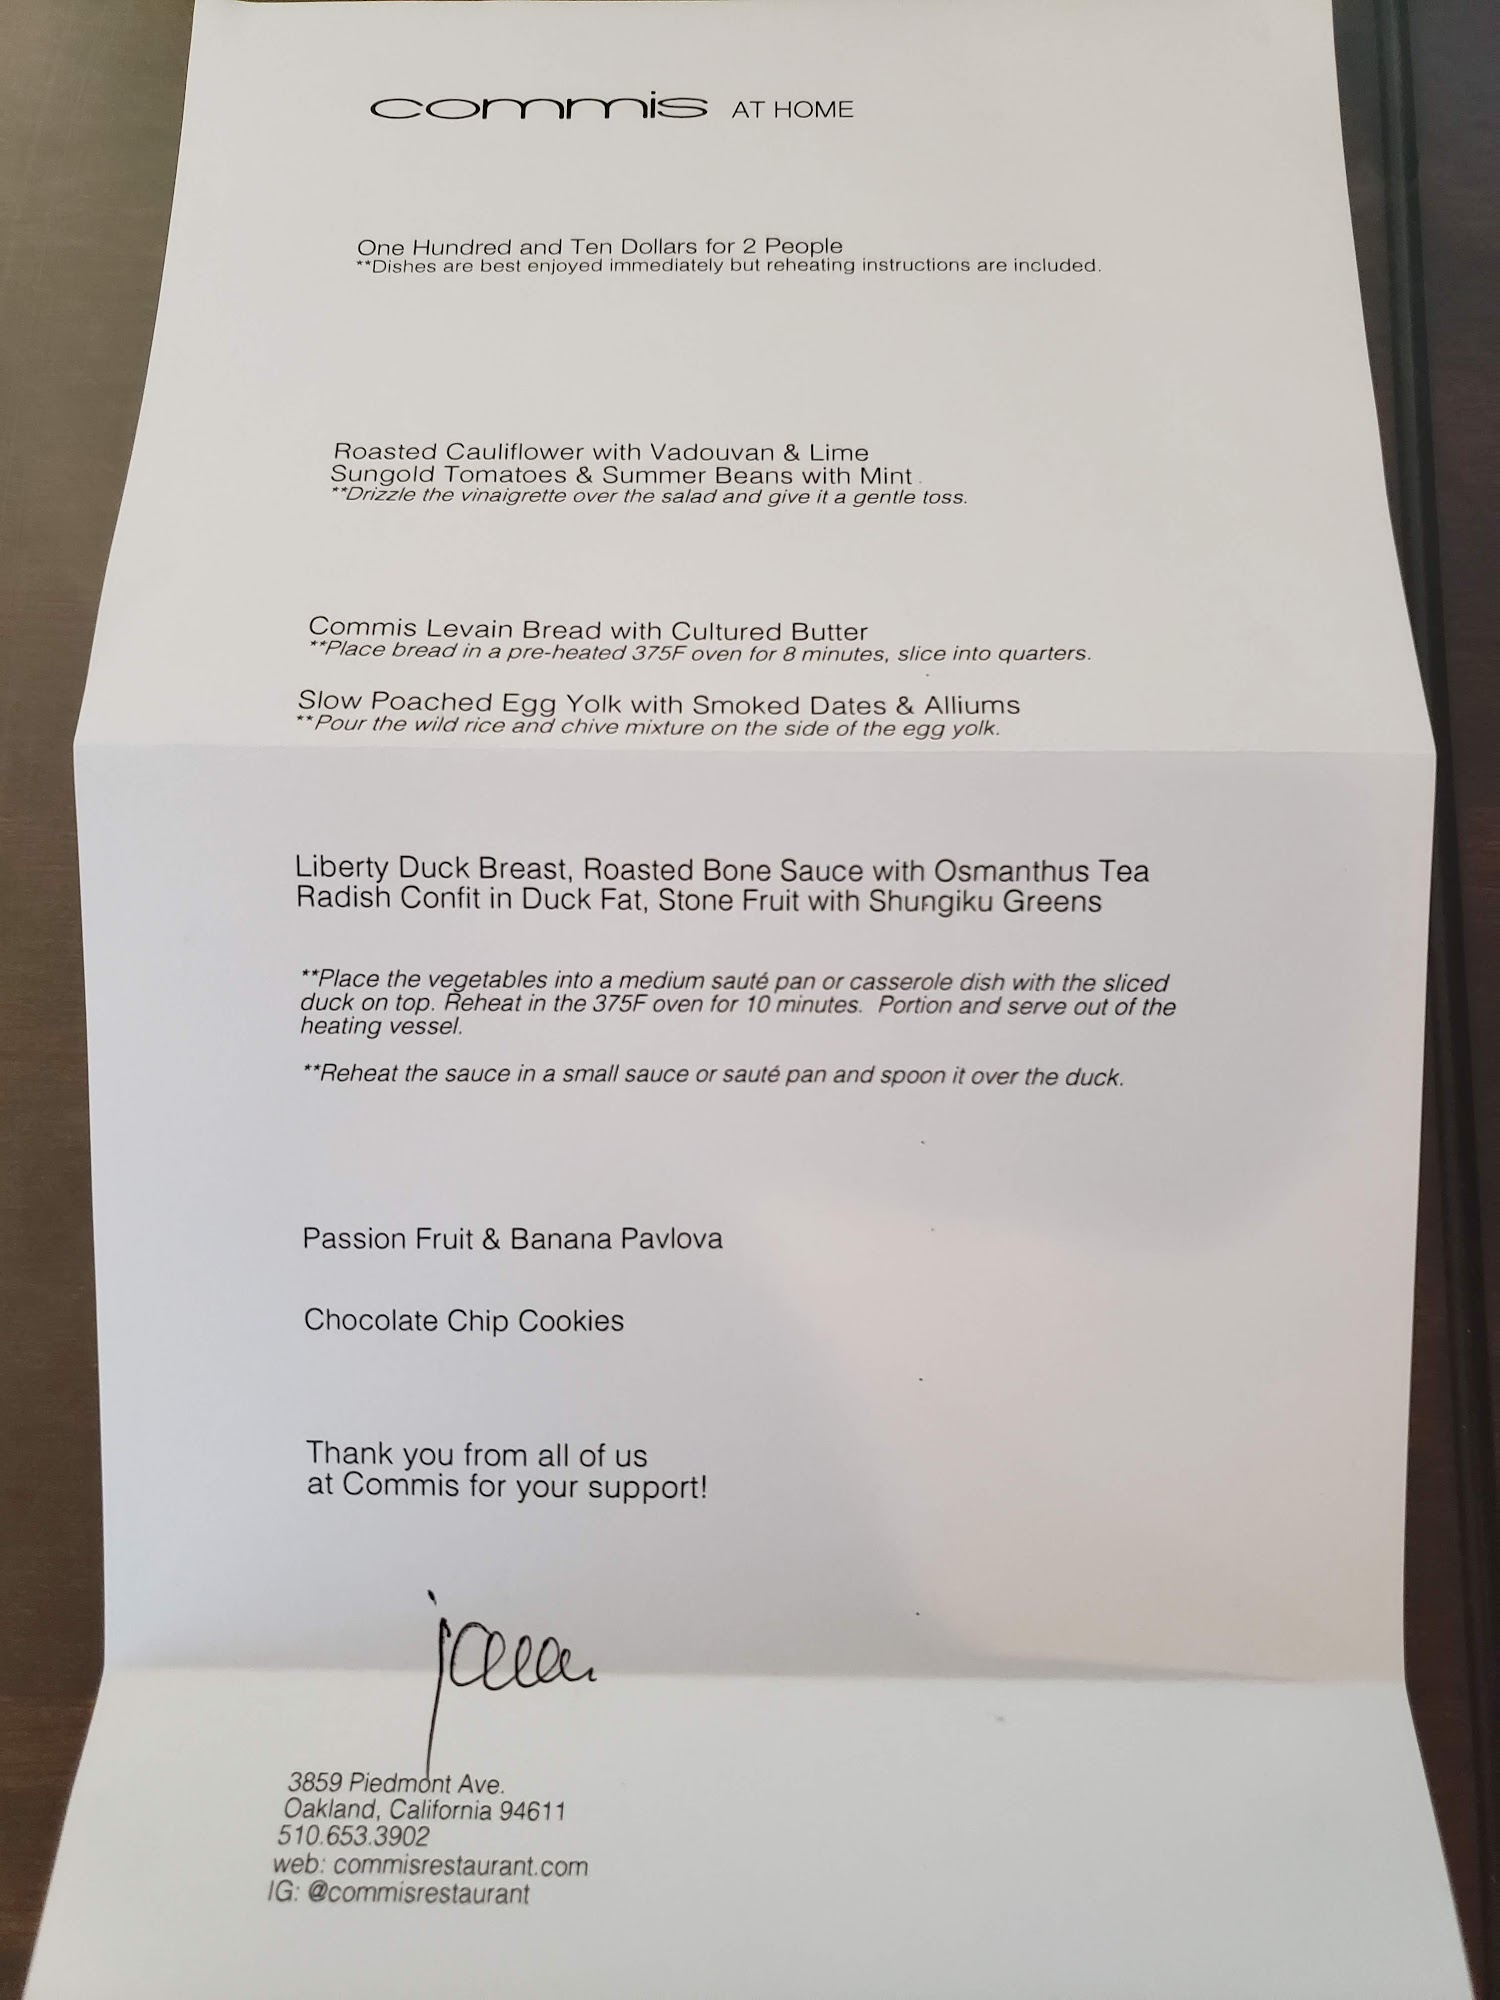 commis AT HOME
One Hundred and Ten Dollars for 2 People
**Dishes are best enjoyed immediately but reheating instructions are included.
Roasted Cauliflower with Vadouvan & Lime
Sungold Tomatoes & Summer Beans with Mint
**Drizzle the vinaigrette over the salad and give it a gentle toss.
Commis Levain Bread with Cultured Butter
**Place bread in a pre-heated 375F oven for 8 minutes, slice into quarters.
Slow Poached Egg Yolk with Smoked Dates & Alliums
**Pour the wild rice and chive mixture on the side of the egg yolk.
Liberty Duck Breast, Roasted Bone Sauce with Osmanthus Tea
Radish Confit in Duck Fat, Stone Fruit with Shungiku Greens
**Place the vegetables into a medium sauté pan or casserole dish with the sliced
duck on top. Reheat in the 375F oven for 10 minutes.  Portion and serve out of the
heating vessel.
**Reheat the sauce in a small sauce or sauté pan and spoon it over the duck.
Passion Fruit & Banana Pavlova
Chocolate Chip Cookies
Thank you from all of us
at Commis for your support!
3859 Piedmont Ave.
Oakland, California 94611
510.653.3902
web: commisrestaurant.com
IG: @commisrestaurant